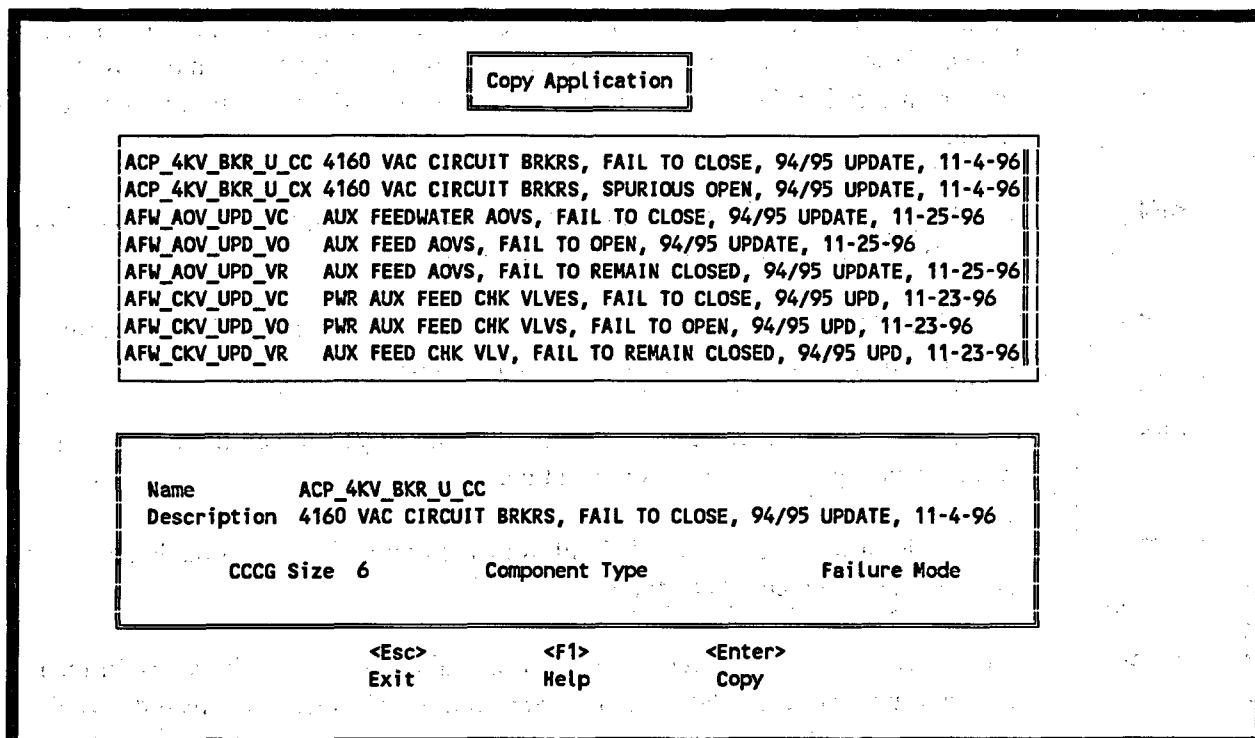 Copy Application
ACP_4KV_BKR_U_CC 4160 VAC CIRCUIT BRKRS, FAIL TO CLOSE, 94/95 UPDATE, 11-4-96
ACP_4KV_BKR_U_CX 4160 VAC CIRCUIT BRKRS, SPURIOUS OPEN, 94/95 UPDATE, 11-4-96
AFW_AOV_UPD_VC AUX FEEDWATER AOVS, FAIL TO CLOSE, 94/95 UPDATE, 11-25-96
AFW_AOV_UPD_VO AUX FEED AOVS, FAIL TO OPEN, 94/95 UPDATE, 11-25-96
AFW_AOV_UPD_VR AUX FEED AOVS, FAIL TO REMAIN CLOSED, 94/95 UPDATE, 11-25-96
AFW_CKV_UPD_VC PWR AUX FEED CHK VLVES, FAIL TO CLOSE, 94/95 UPD, 11-23-96
AFW_CKV_UPD_VO PWR AUX FEED CHK VLVS, FAIL TO OPEN, 94/95 UPD, 11-23-96
AFW_CKV_UPD_VR AUX FEED CHK VLV, FAIL TO REMAIN CLOSED, 94/95 UPD, 11-23-96
Name ACP_4KV_BKR_U_CC
Description 4160 VAC CIRCUIT BRKRS, FAIL TO CLOSE, 94/95 UPDATE, 11-4-96
CCCG Size 6 Component Type Failure Mode
<Esc> <F1> <Enter>
Exit Help Copy